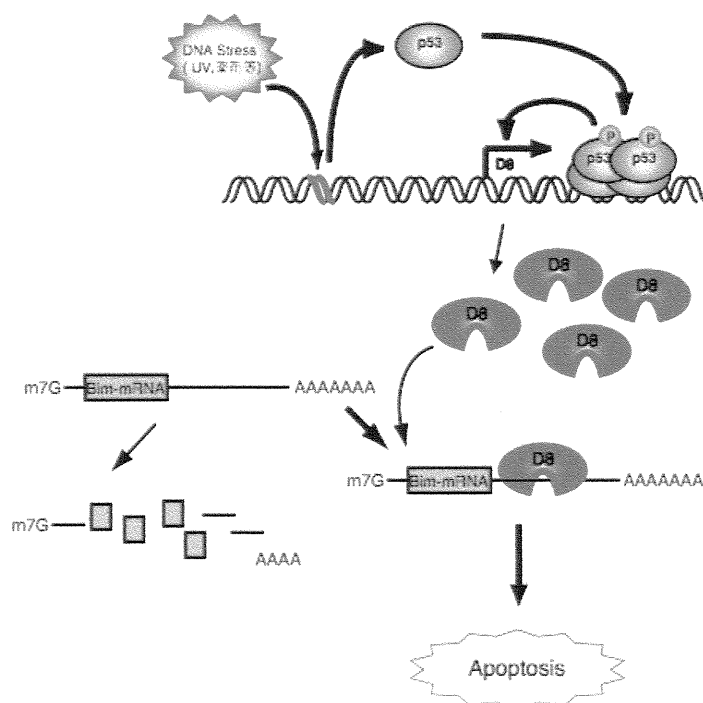 DNA Stress
( UV, 等)
p53
P P
p53 p53
D8
D8
D8
D8
D8
m7G Bim-mRNA AAAAAAA
D8
m7G Bim-mRNA AAAAAAA
m7G
AAAA
Apoptosis